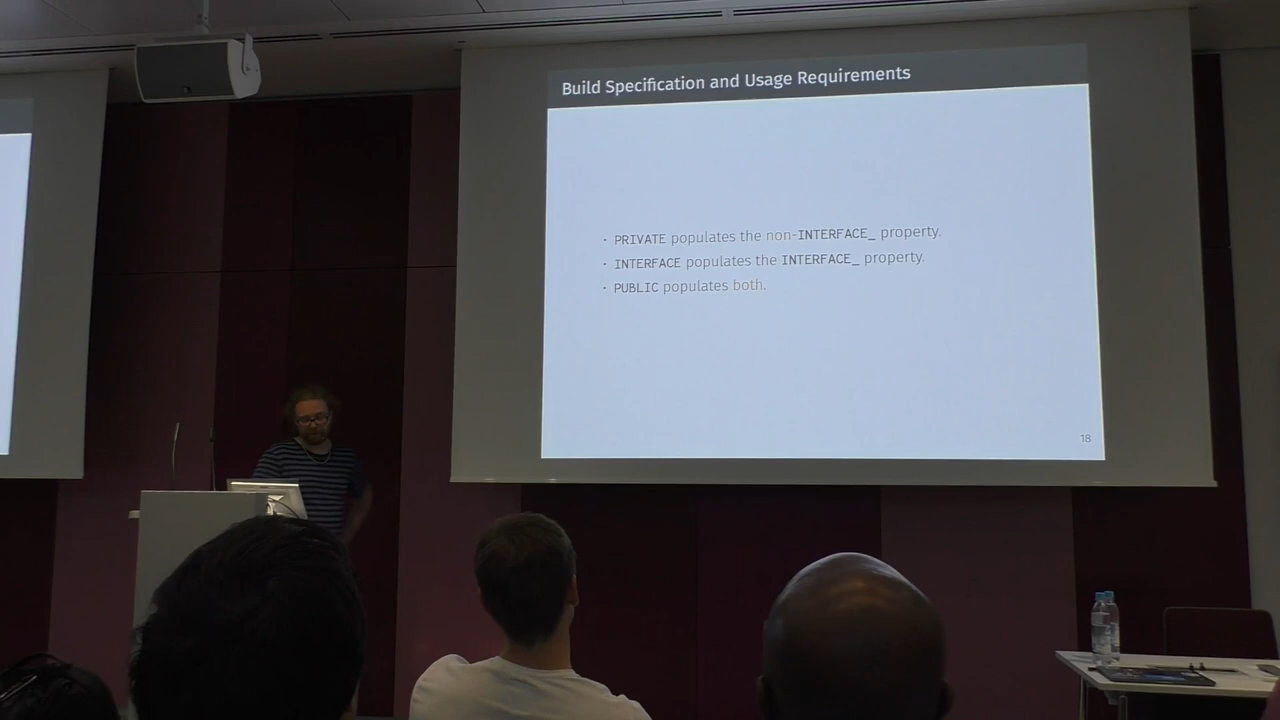 Build Specification and Usage Requirements
· PRIVATE populates the non-INTERFACE_ property.
· INTERFACE populates the INTERFACE_ property.
· PUBLIC populates both.
18